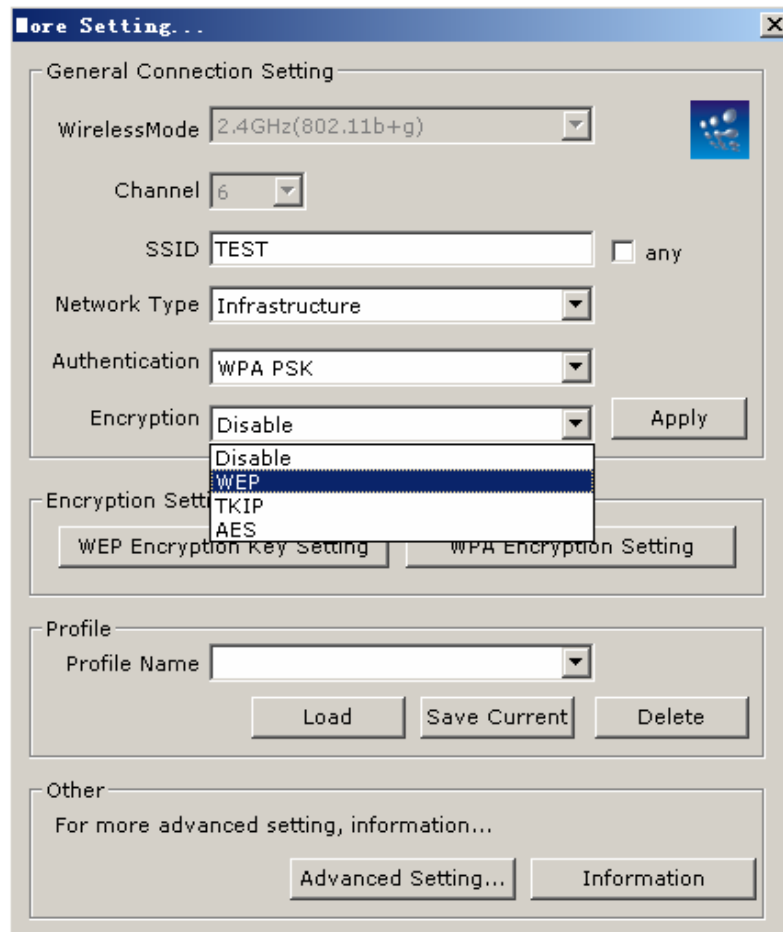 More Setting...
General Connection Setting
WirelessMode 2.4GHz(802.11b+g)
Channel 6
SSID TEST any
Network Type Infrastructure
Authentication WPA PSK
Encryption Disable Apply
Disable
WEP
TKIP
AES
Encryption
WEP Encryption Key Setting WPA Encryption Setting
Profile
Profile Name
Load Save Current Delete
Other
For more advanced setting, information...
Advanced Setting... Information